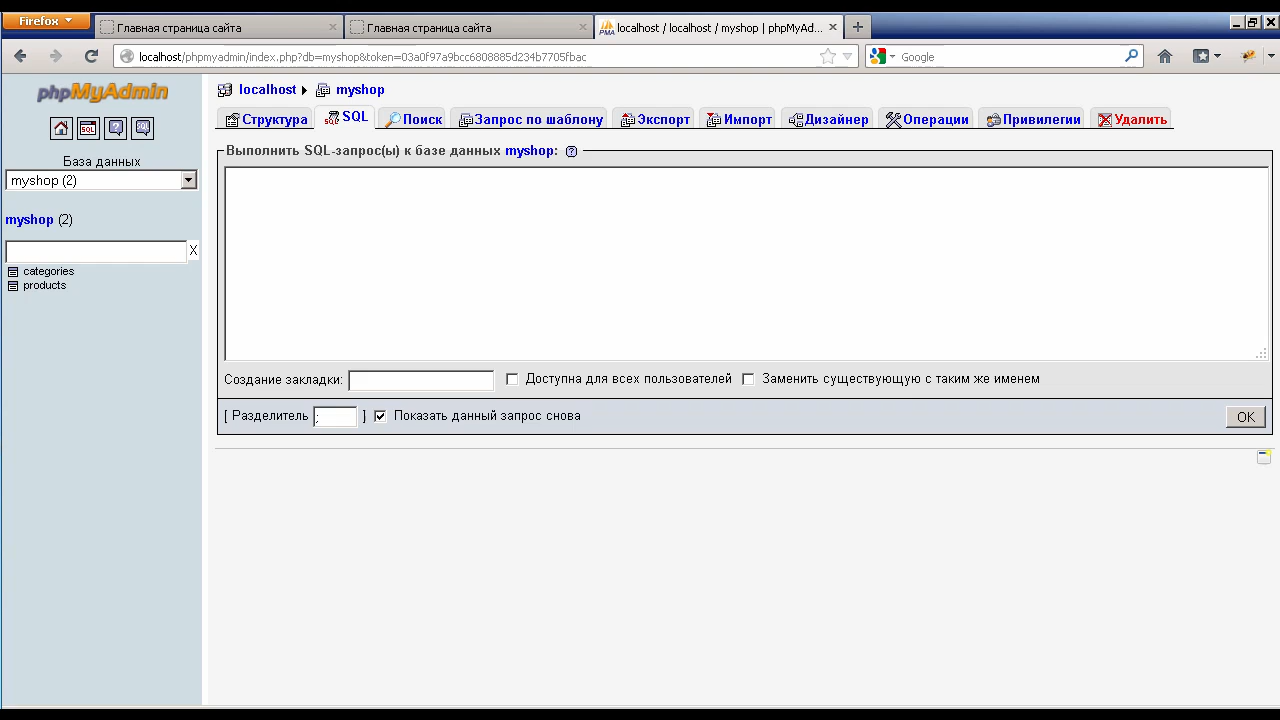 Firefox
Главная страница сайта
Главная страница сайта
PMA localhost / localhost / myshop | phpMyAd...
localhost/phpmyadmin/index.php?db=myshop&token=03a0f97a9bcc6808885d234b7705fbac
Google
phpMyAdmin
localhost
myshop
SQL
Структура
SQL
Поиск
Запрос по шаблону
Экспорт
Импорт
Дизайнер
Операции
Привилегии
Удалить
База данных
myshop (2)
myshop (2)
X
categories
products
Выполнить SQL-запрос(ы) к базе данных myshop:
Создание закладки:
Доступна для всех пользователей
Заменить существующую с таким же именем
[ Разделитель ; ]
Показать данный запрос снова
OK